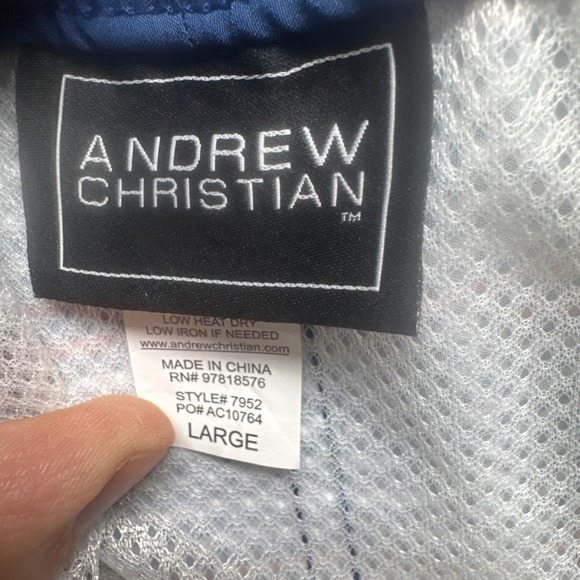 ANDREW
CHRISTIAN
™
LOW HEAT DRY
LOW IRON IF NEEDED
www.andrewchristian.com
MADE IN CHINA
RN# 97818576
STYLE# 7952
PO# AC10764
LARGE